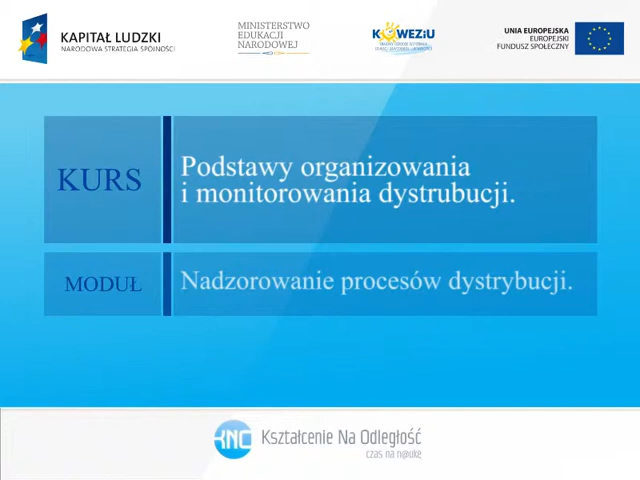 KAPITAŁ LUDZKI
NARODOWA STRATEGIA SPÓJNOŚCI
MINISTERSTWO
EDUKACJI
NARODOWEJ
KOWEZiU
UNIA EUROPEJSKA
EUROPEJSKI
FUNDUSZ SPOŁECZNY
KURS
Podstawy organizowania
i monitorowania dystrubucji.
MODUŁ
Nadzorowanie procesów dystrybucji.
KNO Kształcenie Na Odległość
czas na n@ukę